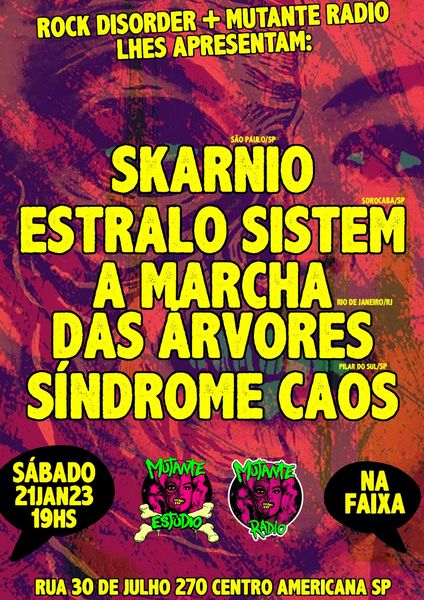 ROCK DISORDER + MUTANTE RADIO
LHES APRESENTAM:
SÃO PAULO/SP
SKARNIO
SOROCABA/SP
ESTRALO SISTEM
A MARCHA
RIO DE JANEIRO/RJ
DAS ÁRVORES
PILAR DO SUL/SP
SÍNDROME CAOS
SÁBADO
21JAN23
19HS
MUTANTE
ESTÚDIO
MUTANTE
RADIO
NA
FAIXA
RUA 30 DE JULHO 270 CENTRO AMERICANA SP